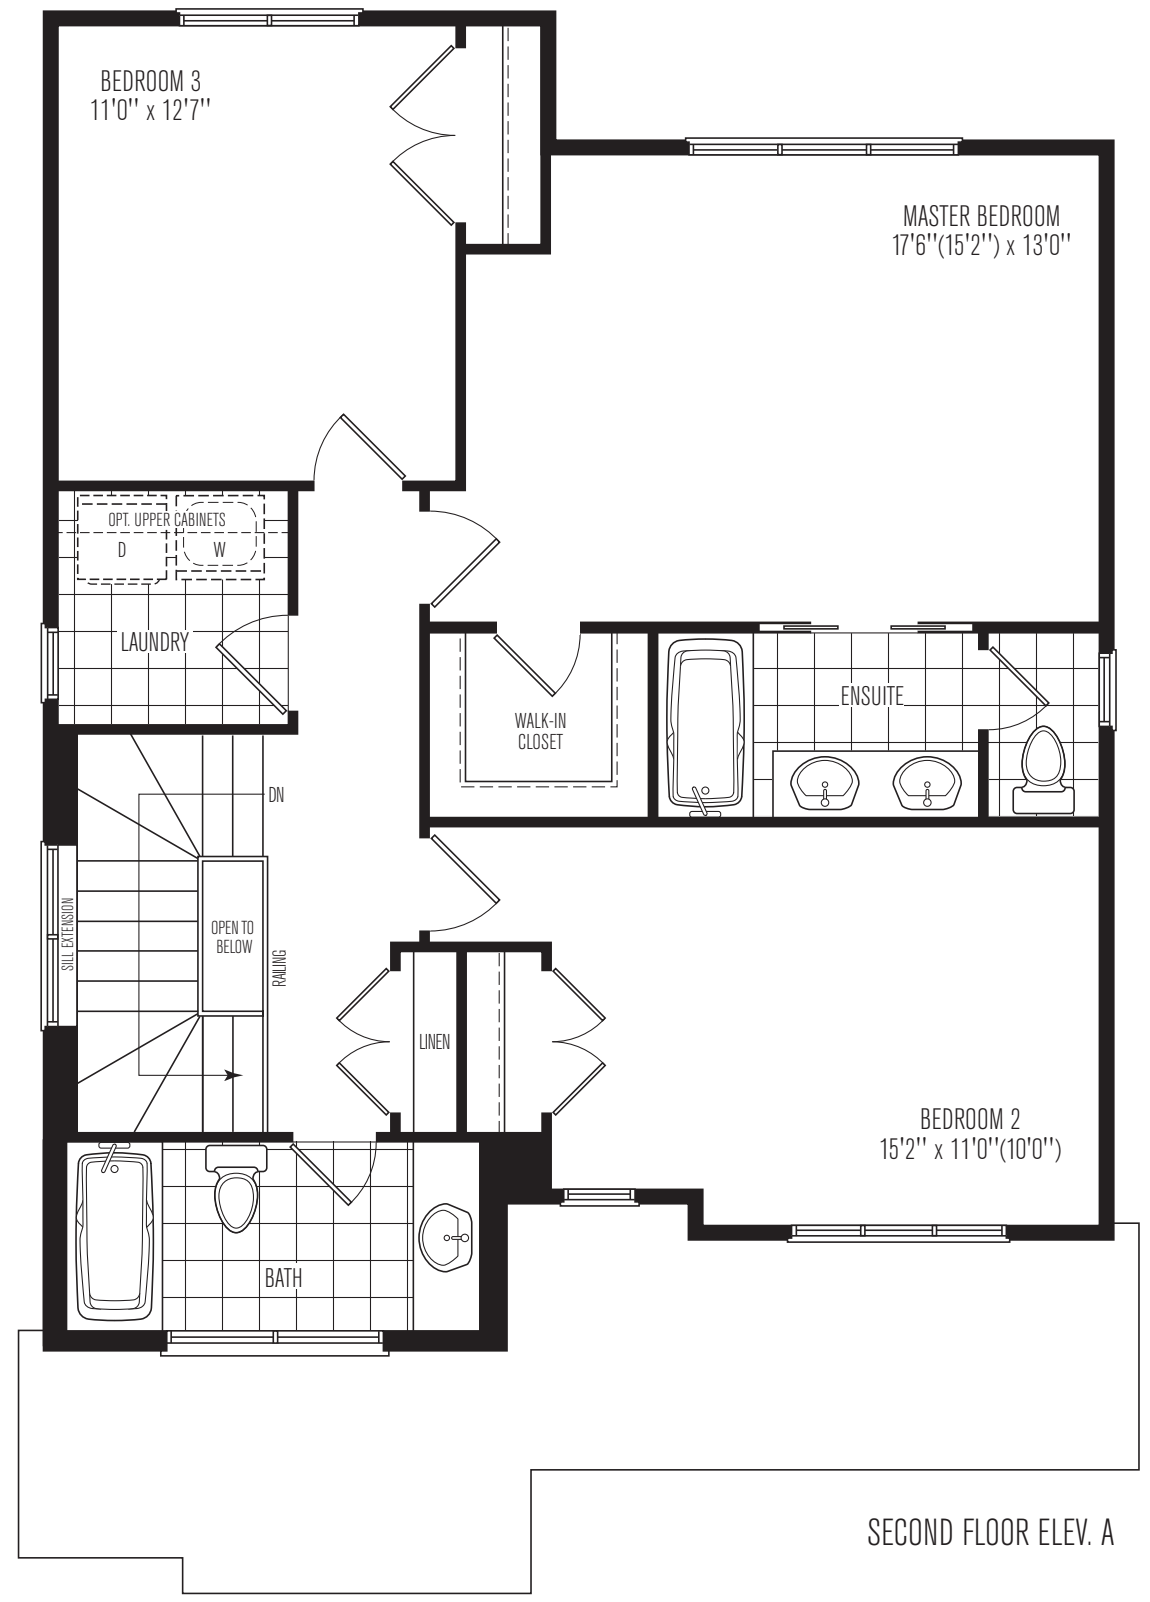 BEDROOM 3
11'0" x 12'7"
MASTER BEDROOM
17'6"(15'2") x 13'0"
OPT. UPPER CABINETS
D
W
LAUNDRY
ENSUITE
WALK-IN
CLOSET
DN
SILL EXTENSION
OPEN TO
BELOW
RAILING
LINEN
BEDROOM 2
15'2" x 11'0"(10'0")
BATH
SECOND FLOOR ELEV. A